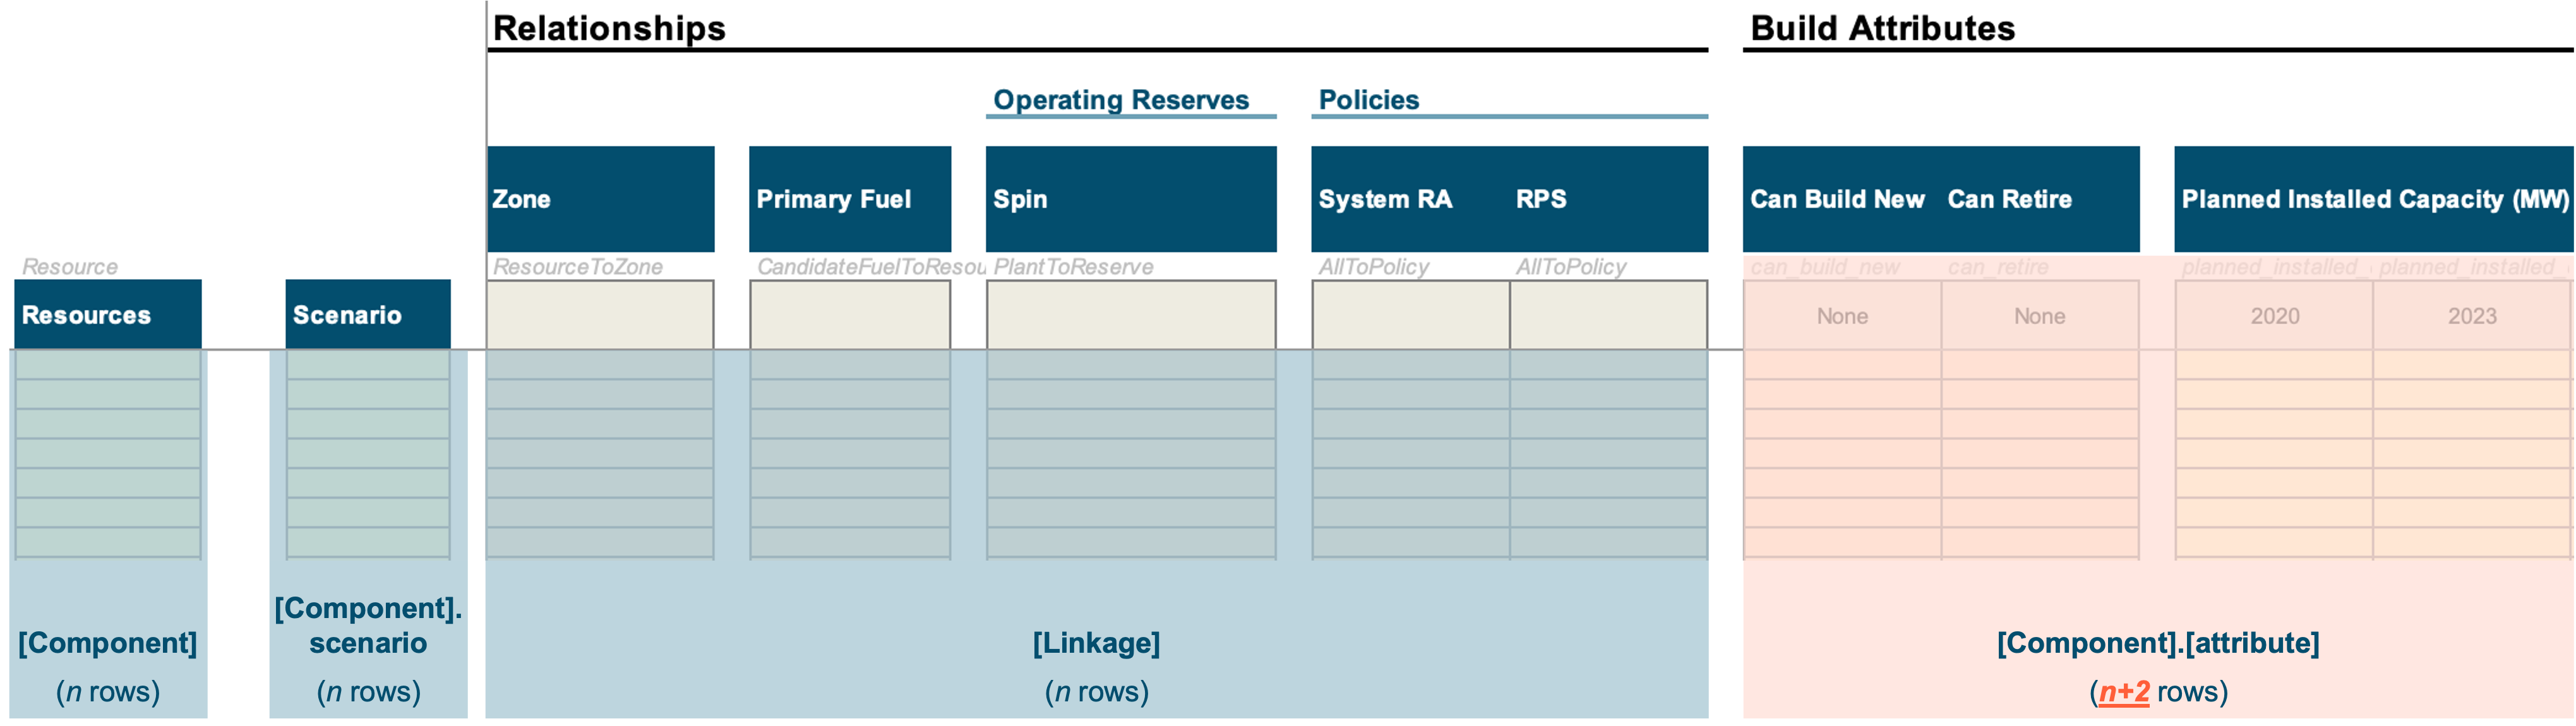 Relationships
Build Attributes
Operating Reserves
Policies
Zone
Primary Fuel
Spin
System RA
RPS
Can Build New
Can Retire
Planned Installed Capacity (MW)
Resource
ResourceToZone
CandidateFuelToResou
PlantToReserve
AllToPolicy
AllToPolicy
can_build_new
can_retire
planned_installed_
planned_installed_
Resources
Scenario
None
None
2020
2023
[Component]
(n rows)
[Component].
scenario
(n rows)
[Linkage]
(n rows)
[Component].[attribute]
(n+2 rows)